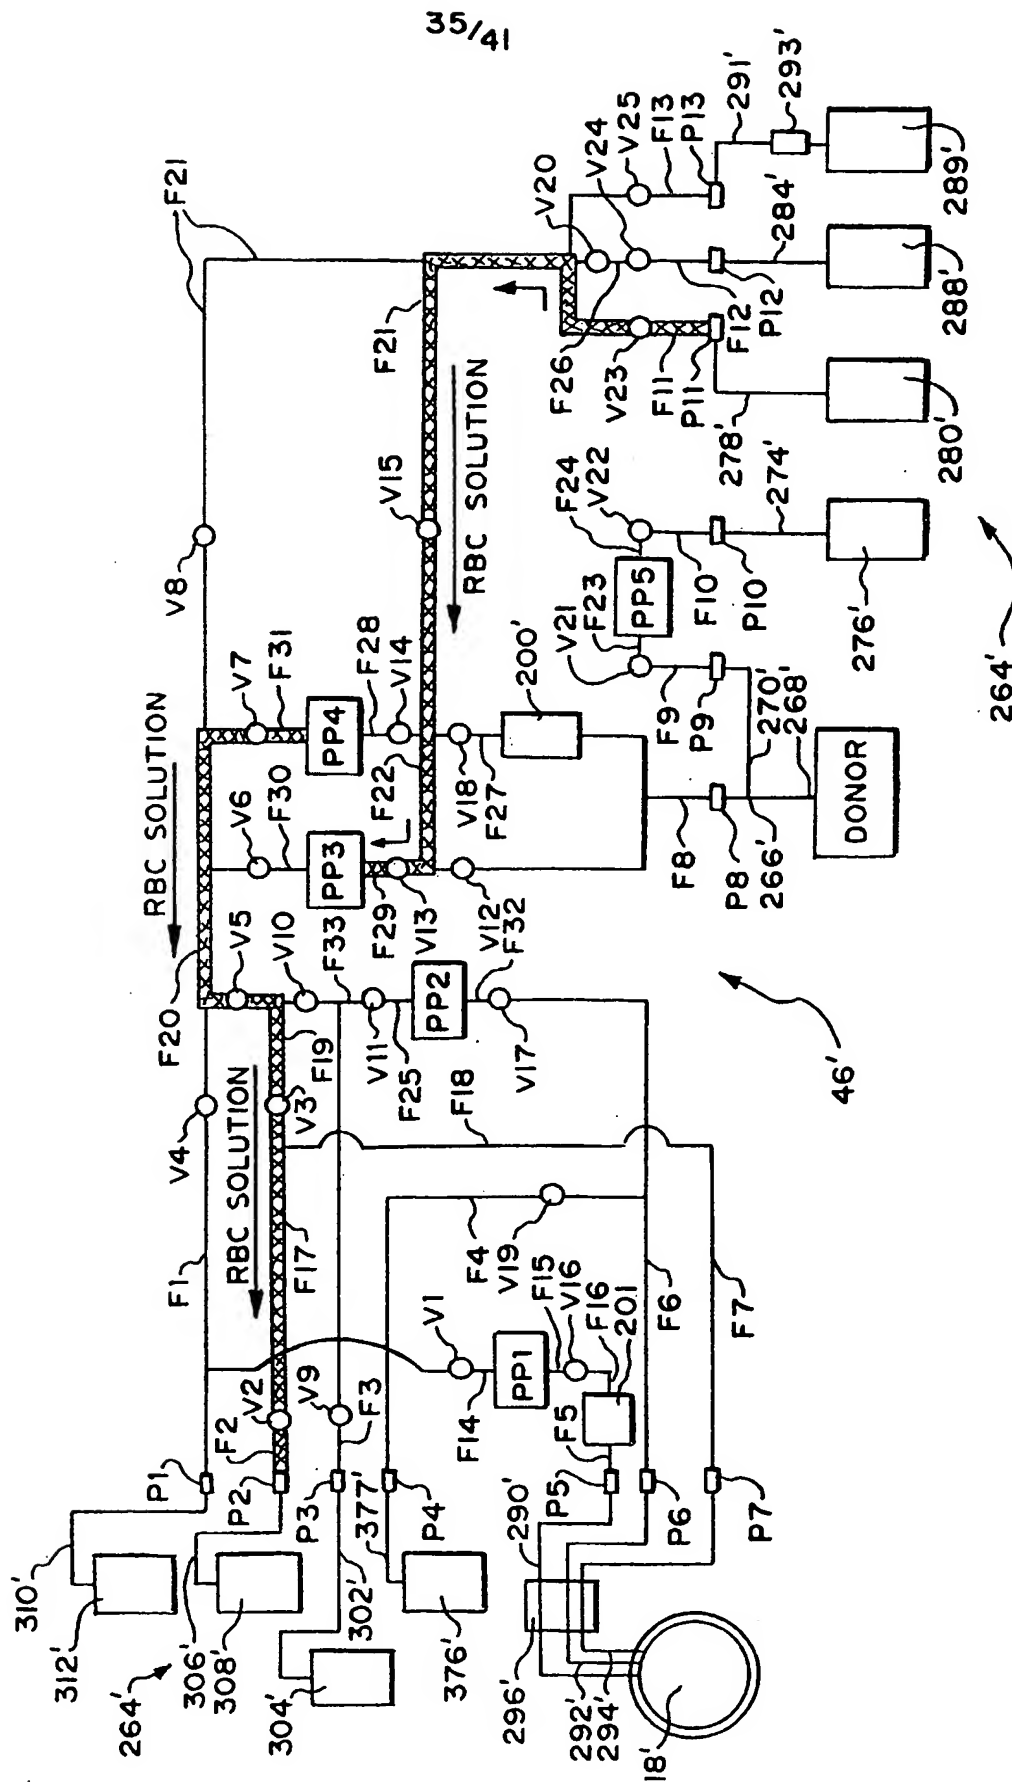 35/41
F21
V8
RBC SOLUTION
V7
F31
PP4
F28
V14
V6
F30
PP3
F29
V13
F22
F20
V5
V10
F33
V11
F25
PP2
F32
V17
V12
V18
F27
200'
F21
V15
RBC SOLUTION
V20
V24
V25
F13
P13
291'
293'
289'
F26
V23
F11
P11
F12
P12
284'
288'
278'
280'
F24
V22
PP5
F23
V21
F10
P10
274'
276'
F9
P9
270'
268'
F8
P8
266'
DONOR
264'
46'
V4
F19
V3
F18
RBC SOLUTION
F1
F17
F4
V19
V1
F14
PP1
F15
V16
F16
201
F5
F6
F7
P1
F2
V2
P2
V9
F3
P3
377'
P4
290'
P5
P6
P7
310'
312'
264'
306'
308'
304'
302'
376'
296'
292'
294'
18'